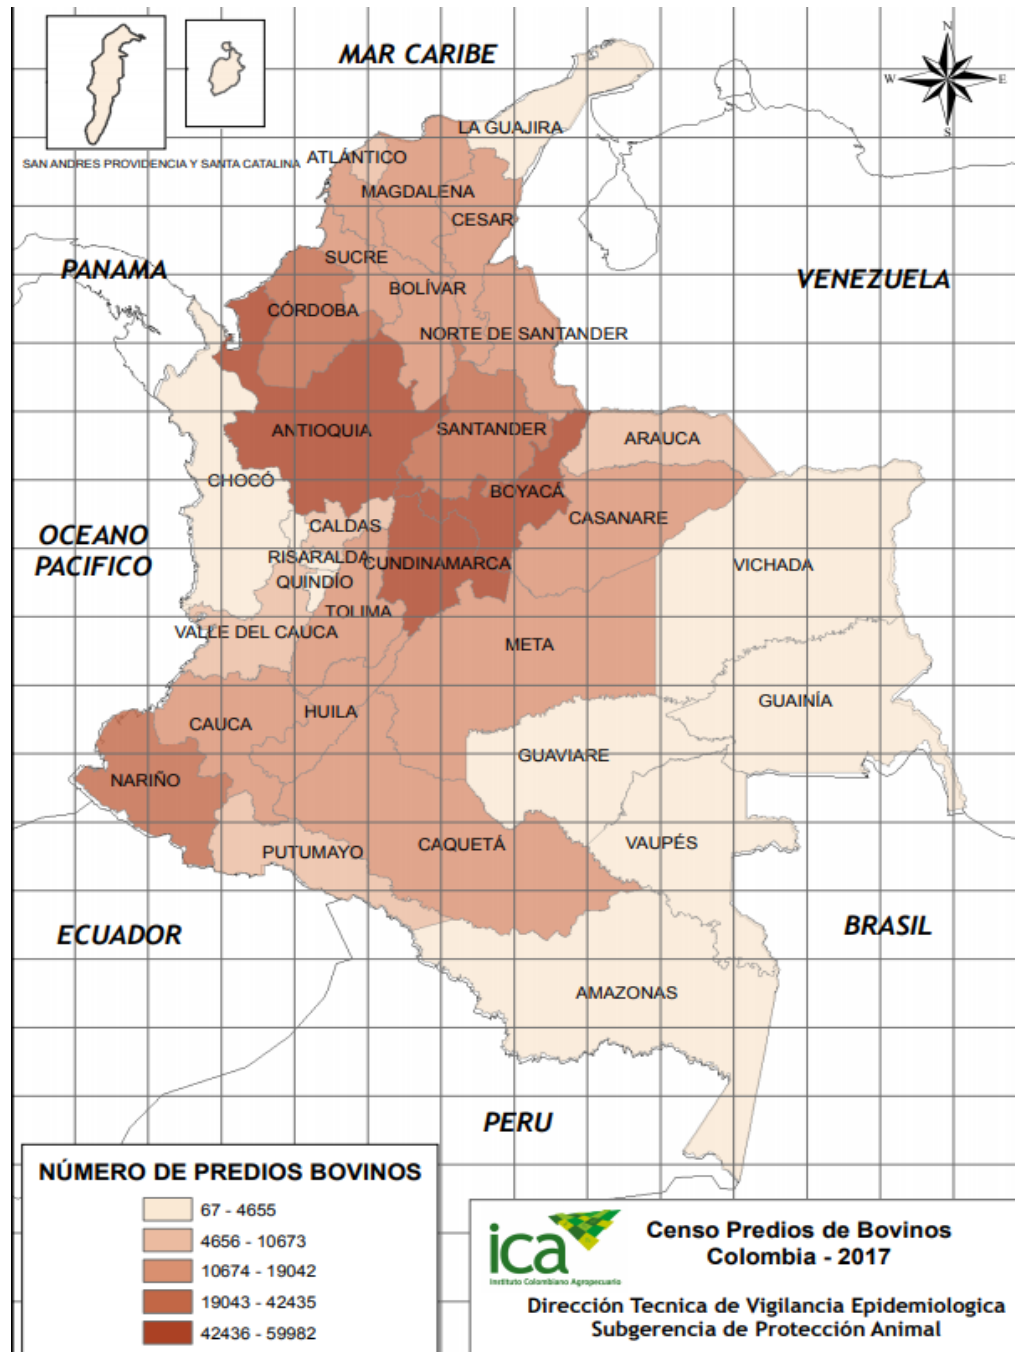 MAR CARIBE
N
W
E
S
LA GUAJIRA
SAN ANDRES PROVIDENCIA Y SANTA CATALINA
ATLÁNTICO
MAGDALENA
CESAR
SUCRE
PANAMA
VENEZUELA
BOLÍVAR
CÓRDOBA
NORTE DE SANTANDER
ANTIOQUIA
SANTANDER
ARAUCA
CHOCÓ
BOYACÁ
CASANARE
CALDAS
OCEANO
PACIFICO
RISARALDA
CUNDINAMARCA
VICHADA
QUINDÍO
TOLIMA
VALLE DEL CAUCA
META
GUAINÍA
HUILA
CAUCA
GUAVIARE
NARIÑO
VAUPÉS
CAQUETÁ
PUTUMAYO
ECUADOR
BRASIL
AMAZONAS
PERU
NÚMERO DE PREDIOS BOVINOS
67 - 4655
4656 - 10673
10674 - 19042
19043 - 42435
42436 - 59982
ica
Instituto Colombiano Agropecuario
Censo Predios de Bovinos
Colombia - 2017
Dirección Tecnica de Vigilancia Epidemiologica
Subgerencia de Protección Animal